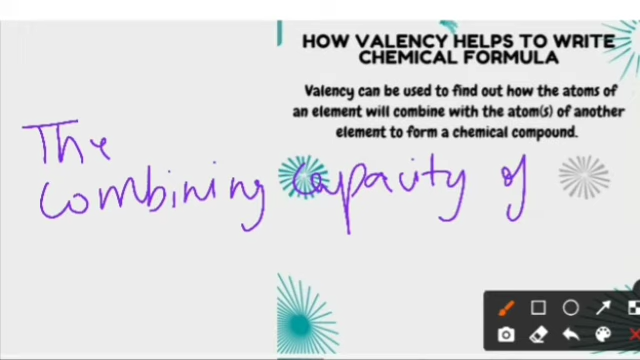 HOW VALENCY HELPS TO WRITE
CHEMICAL FORMULA
Valency can be used to find out how the atoms of
an element will combine with the atom(s) of another
element to form a chemical compound.
The
combining capacity of